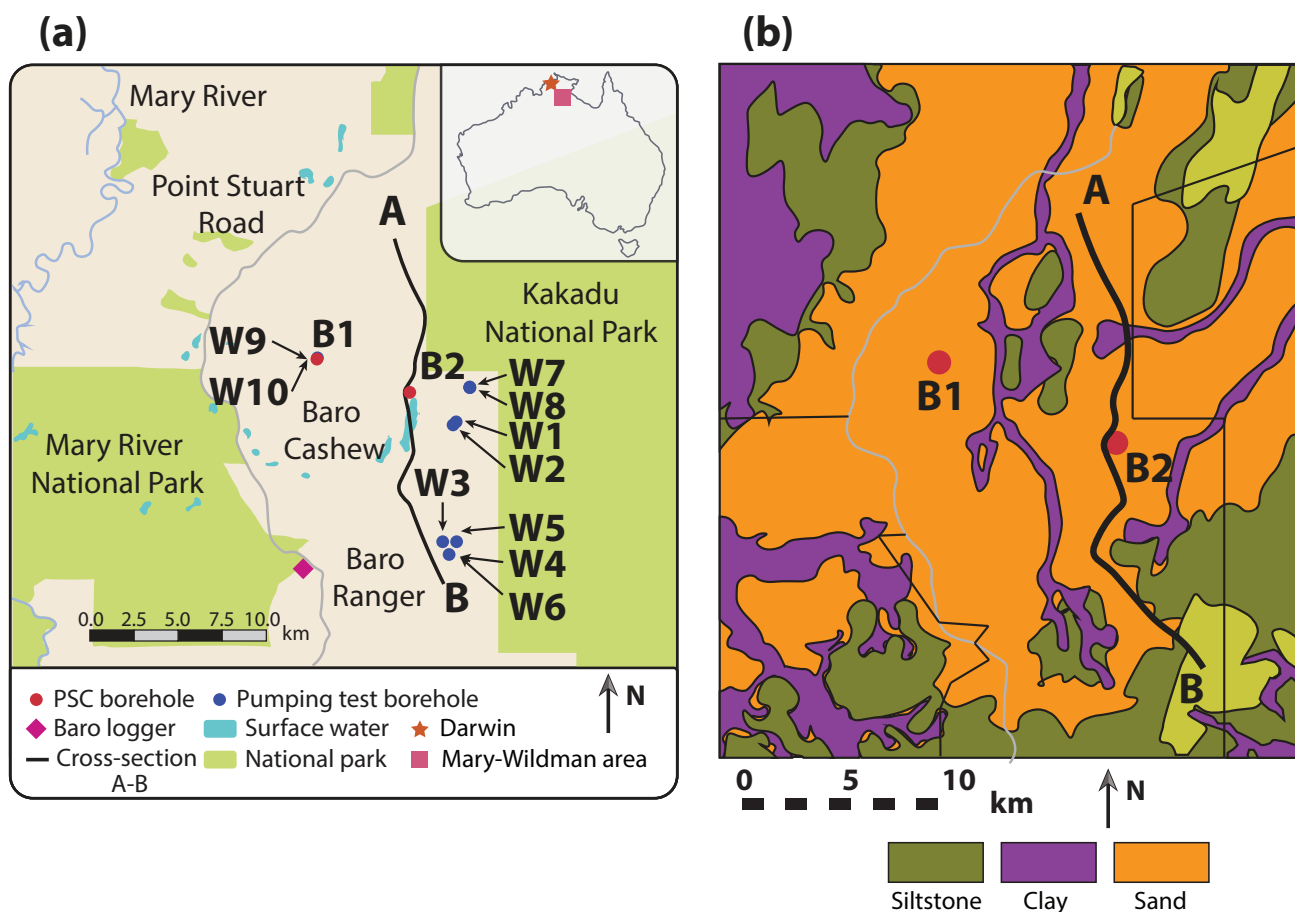 (a)
Mary River
Point Stuart
Road
A
Kakadu
National Park
W9
B1
W10
B2
W7
W8
W1
W2
Baro
Cashew
Mary River
National Park
W3
W5
W4
W6
Baro
Ranger
B
0.0 2.5 5.0 7.5 10.0
km
PSC borehole
Pumping test borehole
N
Baro logger
Surface water
Darwin
Cross-section
A-B
National park
Mary-Wildman area
(b)
A
B1
B2
B
0 5 10
km
N
Siltstone Clay Sand